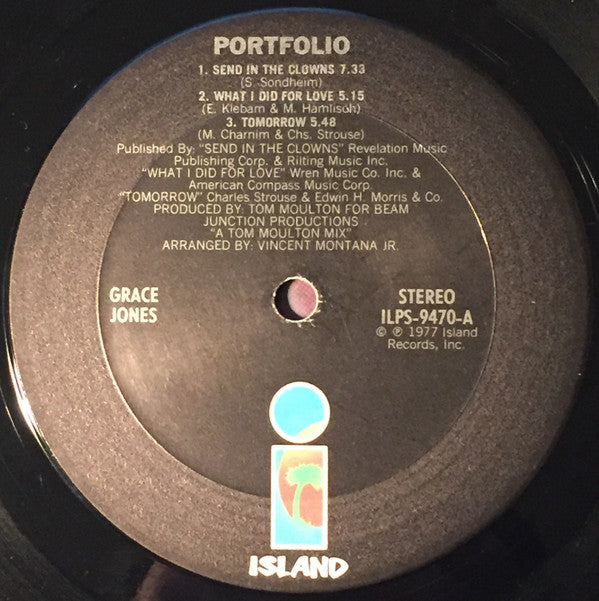 PORTFOLIO
1. SEND IN THE CLOWNS 7.33
(S. Sondheim)
2. WHAT I DID FOR LOVE 5.15
(E. Klebam & M. Hamlisch)
3. TOMORROW 5.48
(M. Charnim & Chs. Strouse)
Published By: "SEND IN THE CLOWNS" Revelation Music
Publishing Corp. & Rilting Music Inc.
"WHAT I DID FOR LOVE" Wren Music Co. Inc. &
American Compass Music Corp.
"TOMORROW" Charles Strouse & Edwin H. Morris & Co.
PRODUCED BY: TOM MOULTON FOR BEAM
JUNCTION PRODUCTIONS
"A TOM MOULTON MIX"
ARRANGED BY: VINCENT MONTANA JR.
GRACE
JONES
STEREO
ILPS-9470-A
© ℗ 1977 Island
Records, Inc.
i
ISLAND